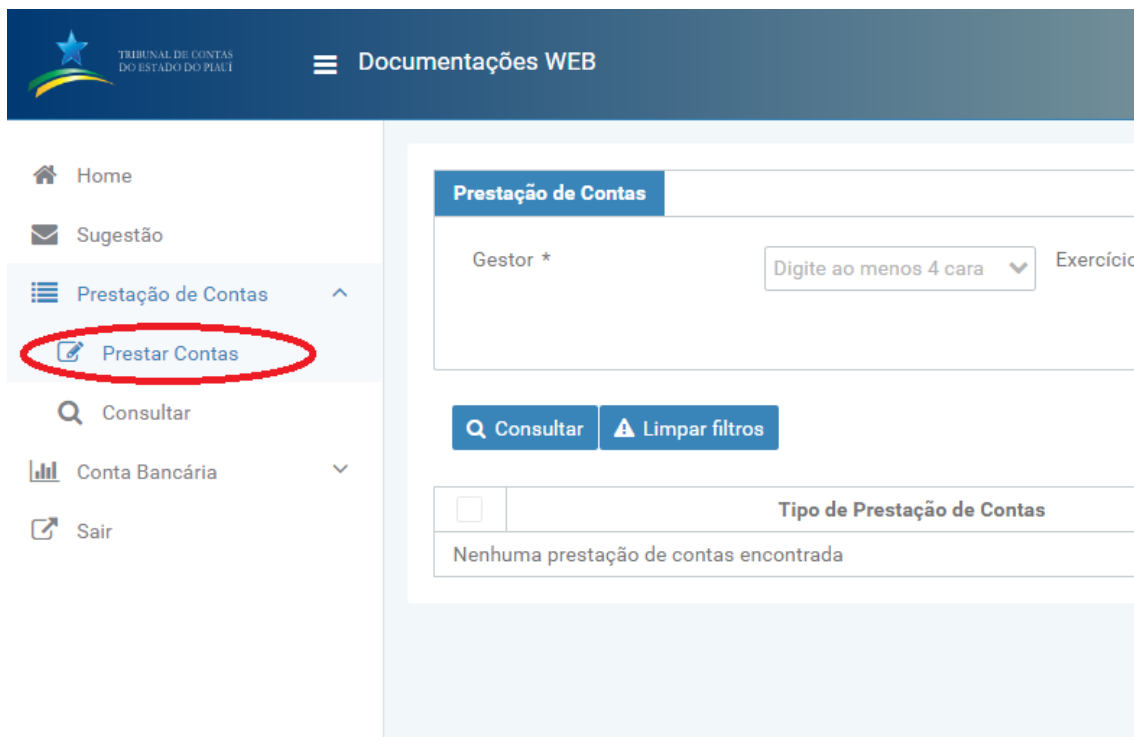 TRIBUNAL DE CONTAS
DO ESTADO DO PIAUÍ
Documentações WEB
Home
Sugestão
Prestação de Contas
Prestar Contas
Consultar
Conta Bancária
Sair
Prestação de Contas
Gestor *
Digite ao menos 4 cara
Exercício
Consultar
Limpar filtros
Tipo de Prestação de Contas
Nenhuma prestação de contas encontrada